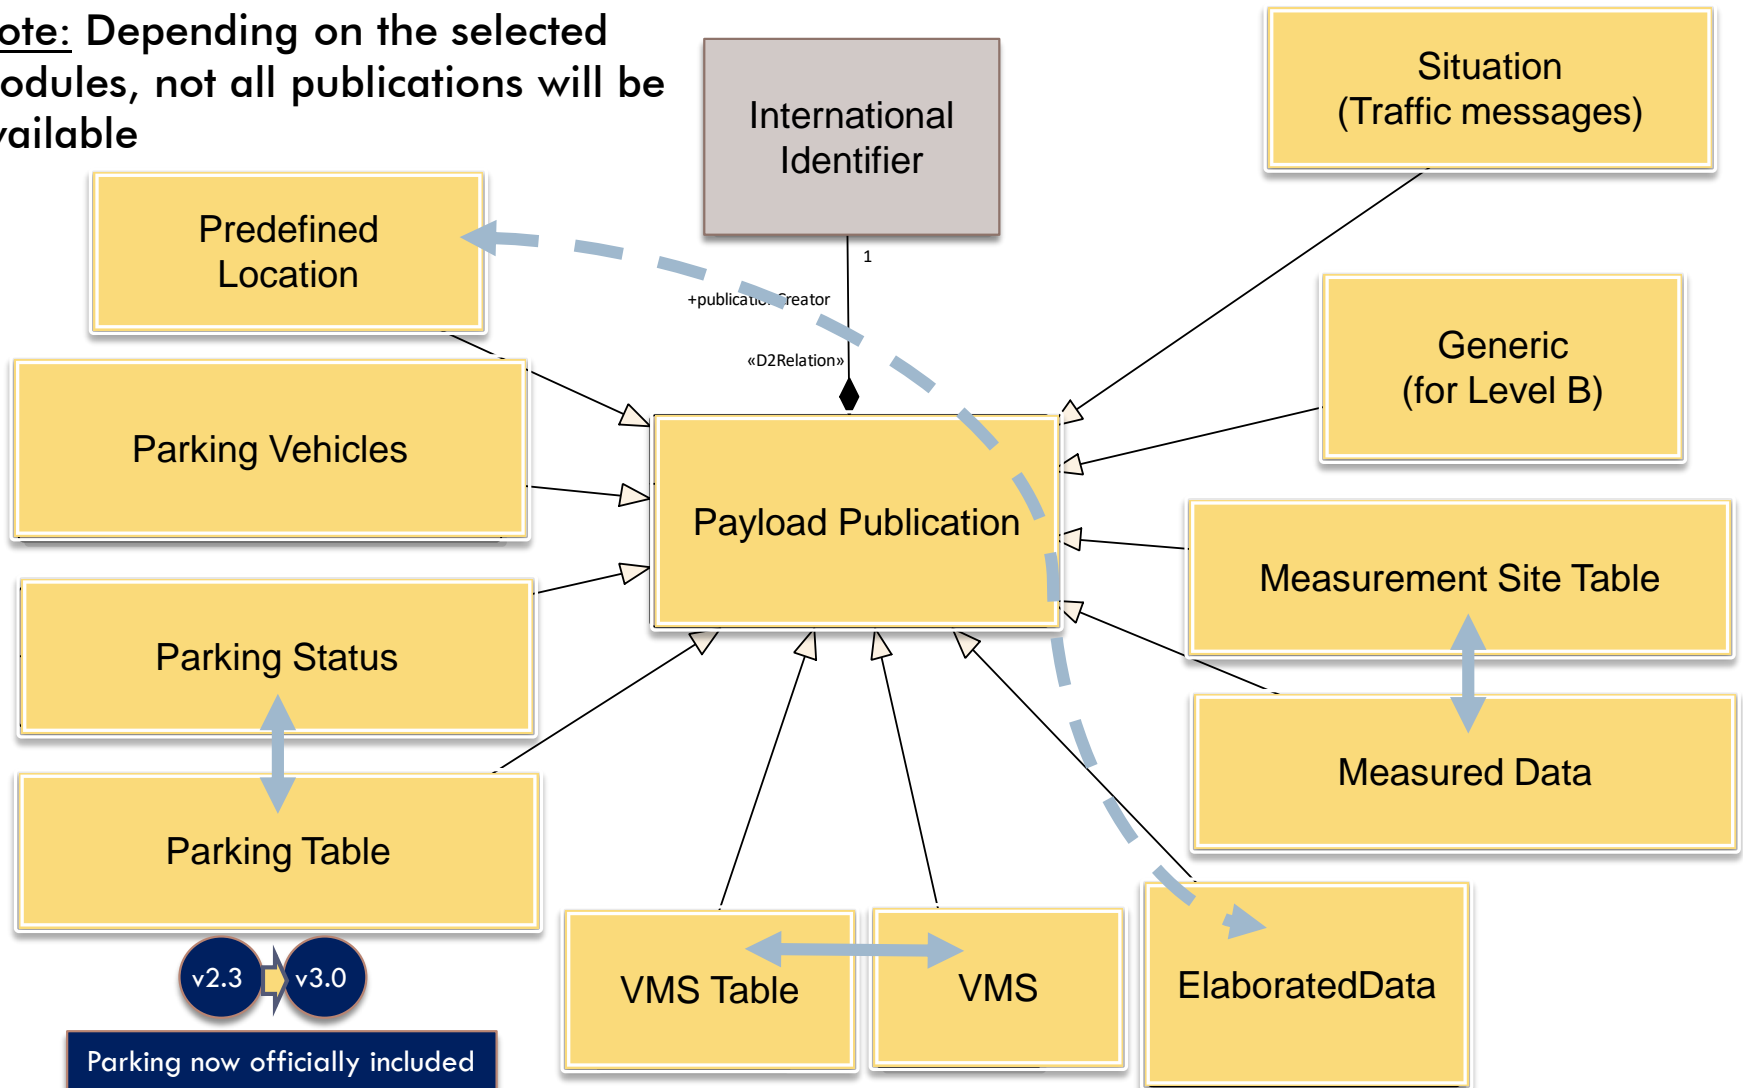 ote: Depending on the selected
odules, not all publications will be
vailable
International
Identifier
Situation
(Traffic messages)
Predefined
Location
1
+publicationCreator
«D2Relation»
Generic
(for Level B)
Parking Vehicles
Payload Publication
Measurement Site Table
Parking Status
Measured Data
Parking Table
VMS Table
VMS
ElaboratedData
v2.3
v3.0
Parking now officially included